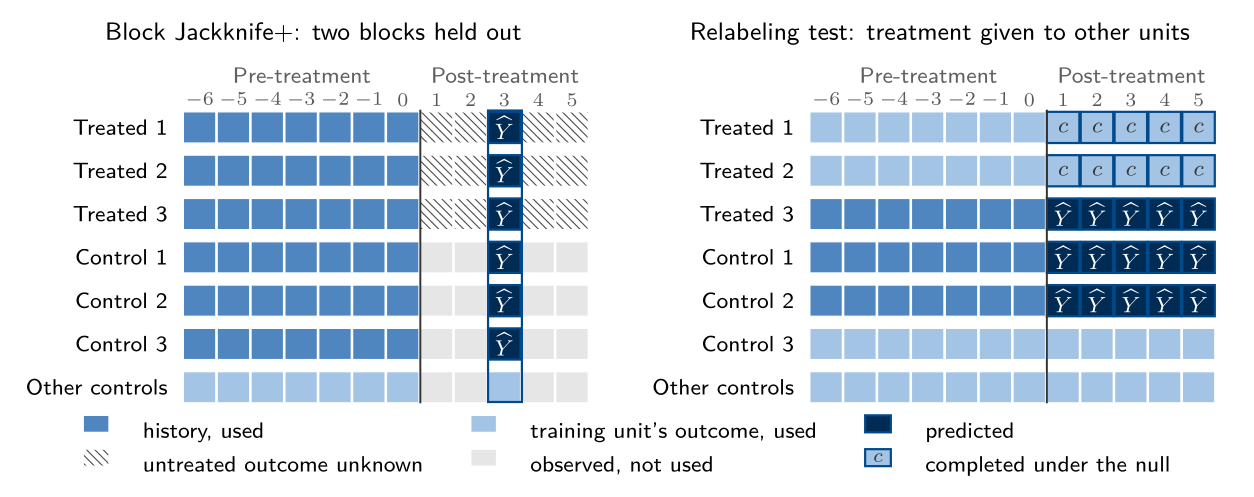 Block Jackknife+: two blocks held out
Pre-treatment Post-treatment
−6 −5 −4 −3 −2 −1 0 1 2 3 4 5
Treated 1 Ŷ
Treated 2 Ŷ
Treated 3 Ŷ
Control 1 Ŷ
Control 2 Ŷ
Control 3 Ŷ
Other controls
Relabeling test: treatment given to other units
Pre-treatment Post-treatment
−6 −5 −4 −3 −2 −1 0 1 2 3 4 5
Treated 1 c c c c c
Treated 2 c c c c c
Treated 3 Ŷ Ŷ Ŷ Ŷ Ŷ
Control 1 Ŷ Ŷ Ŷ Ŷ Ŷ
Control 2 Ŷ Ŷ Ŷ Ŷ Ŷ
Control 3
Other controls
history, used
training unit's outcome, used
predicted
untreated outcome unknown
observed, not used
c completed under the null